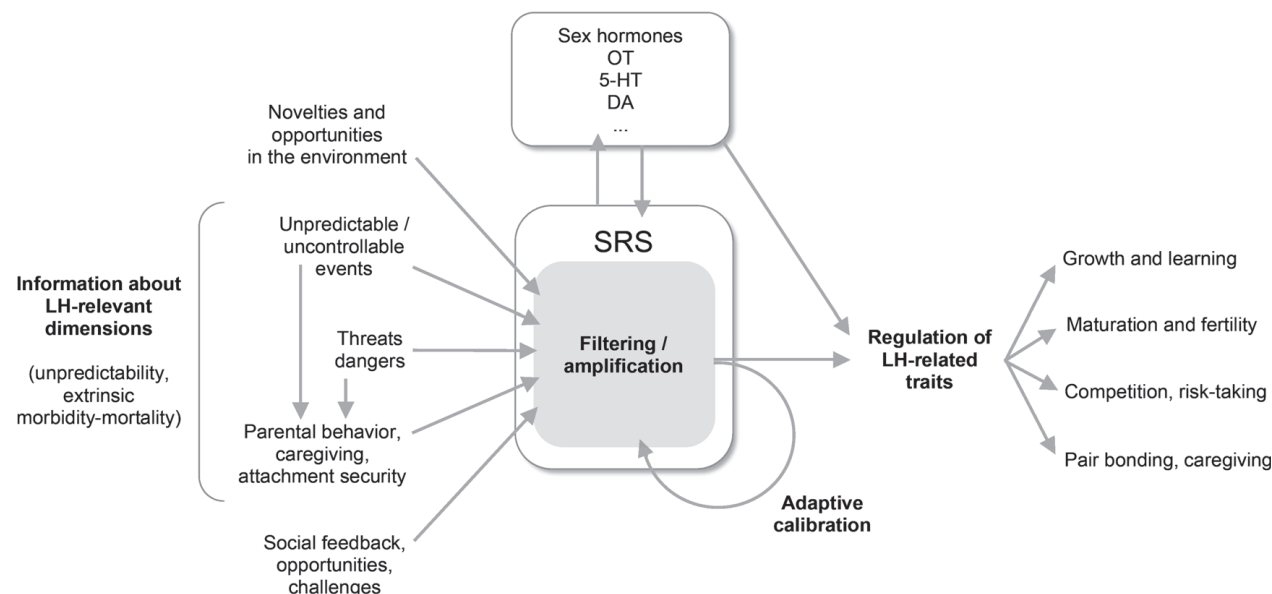 Sex hormones
OT
5-HT
DA
...
Novelties and
opportunities
in the environment
Unpredictable /
uncontrollable
events
Information about
LH-relevant
dimensions
(unpredictability,
extrinsic
morbidity-mortality)
Threats
dangers
Parental behavior,
caregiving,
attachment security
Social feedback,
opportunities,
challenges
SRS
Filtering /
amplification
Adaptive
calibration
Regulation of
LH-related
traits
Growth and learning
Maturation and fertility
Competition, risk-taking
Pair bonding, caregiving